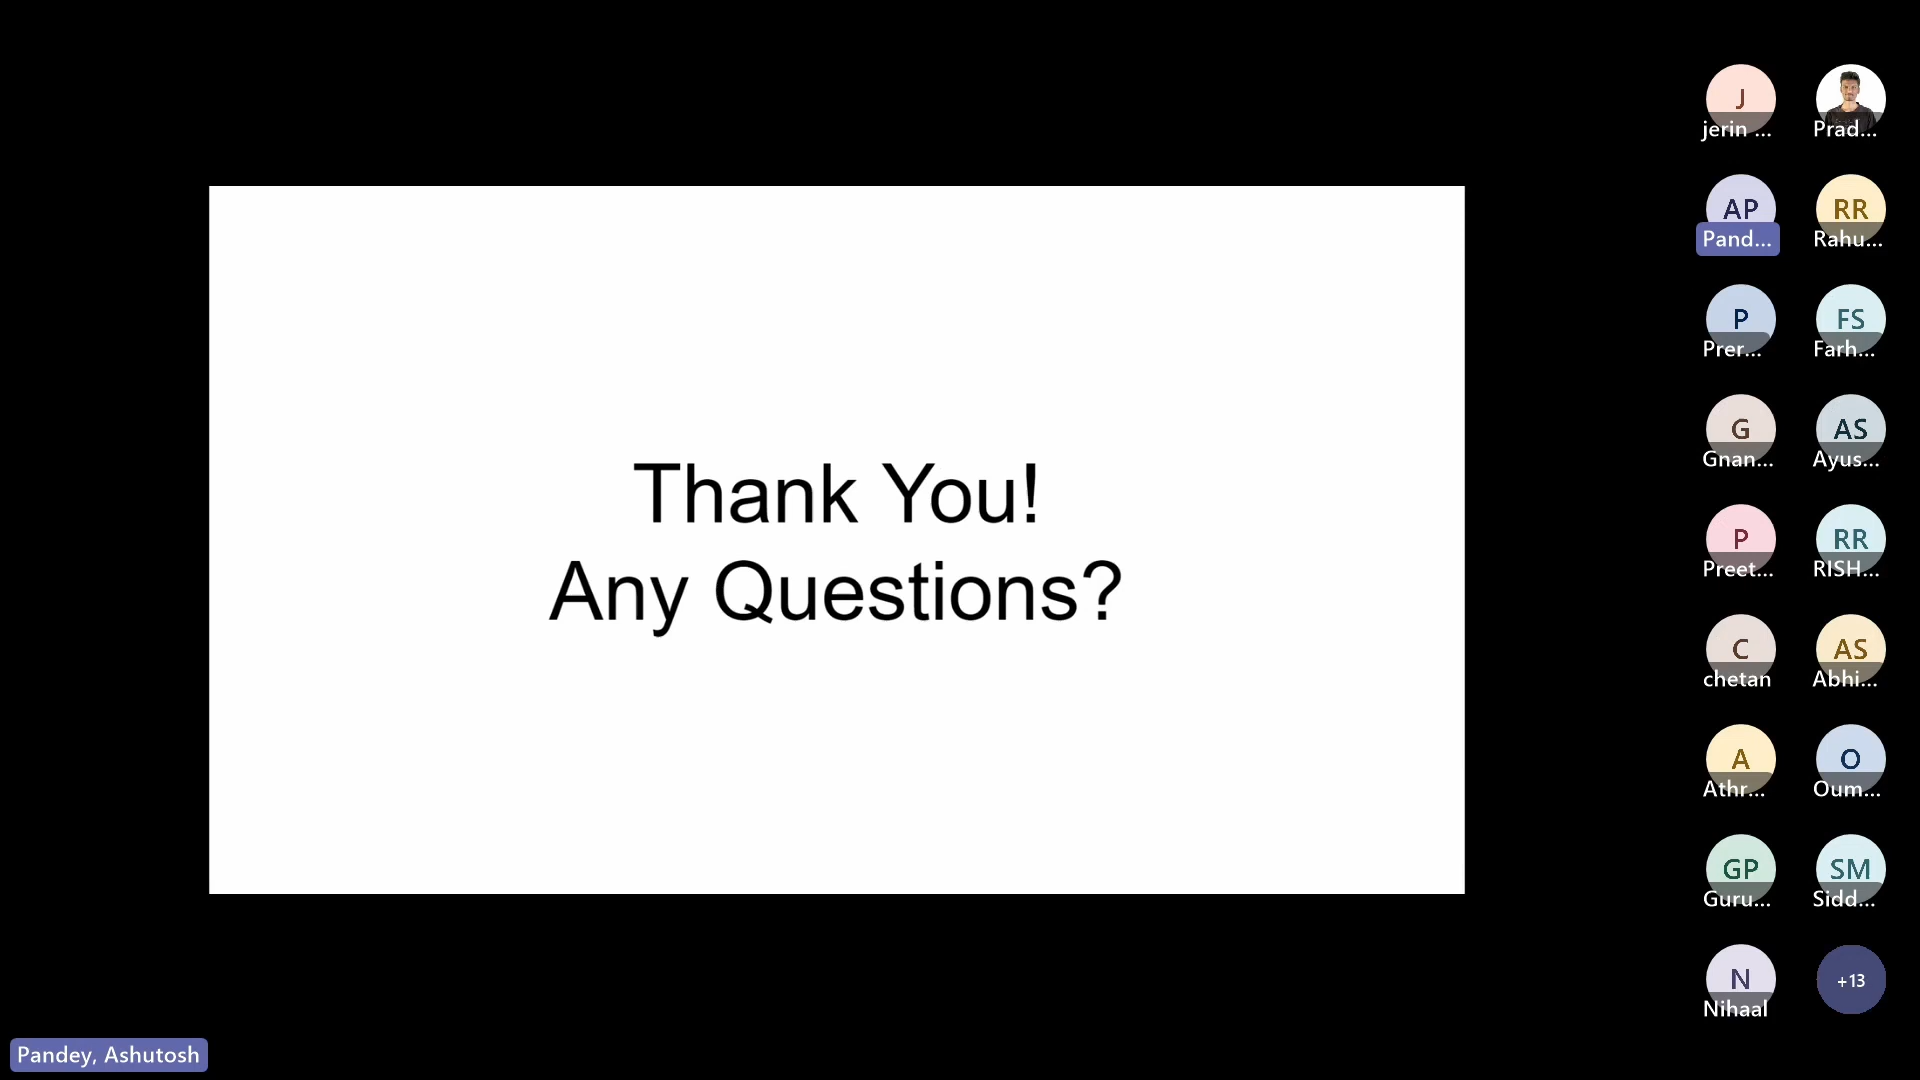 Thank You!
Any Questions?
J
jerin ...
Prad...
AP
Pand...
RR
Rahu...
P
Prer...
FS
Farh...
G
Gnan...
AS
Ayus...
P
Preet...
RR
RISH...
C
chetan
AS
Abhi...
A
Athr...
O
Oum...
GP
Guru...
SM
Sidd...
N
Nihaal
+13
Pandey, Ashutosh